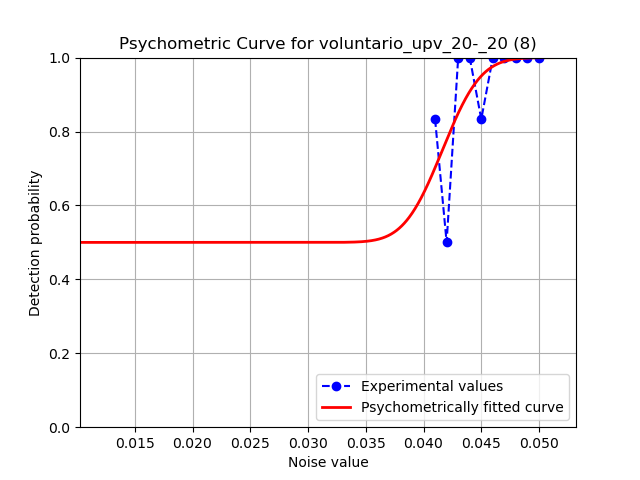 Psychometric Curve for voluntario_upv_20-_20 (8)
1.0
0.8
0.6
0.4
0.2
0.0
Detection probability
0.015 0.020 0.025 0.030 0.035 0.040 0.045 0.050
Noise value
Experimental values
Psychometrically fitted curve